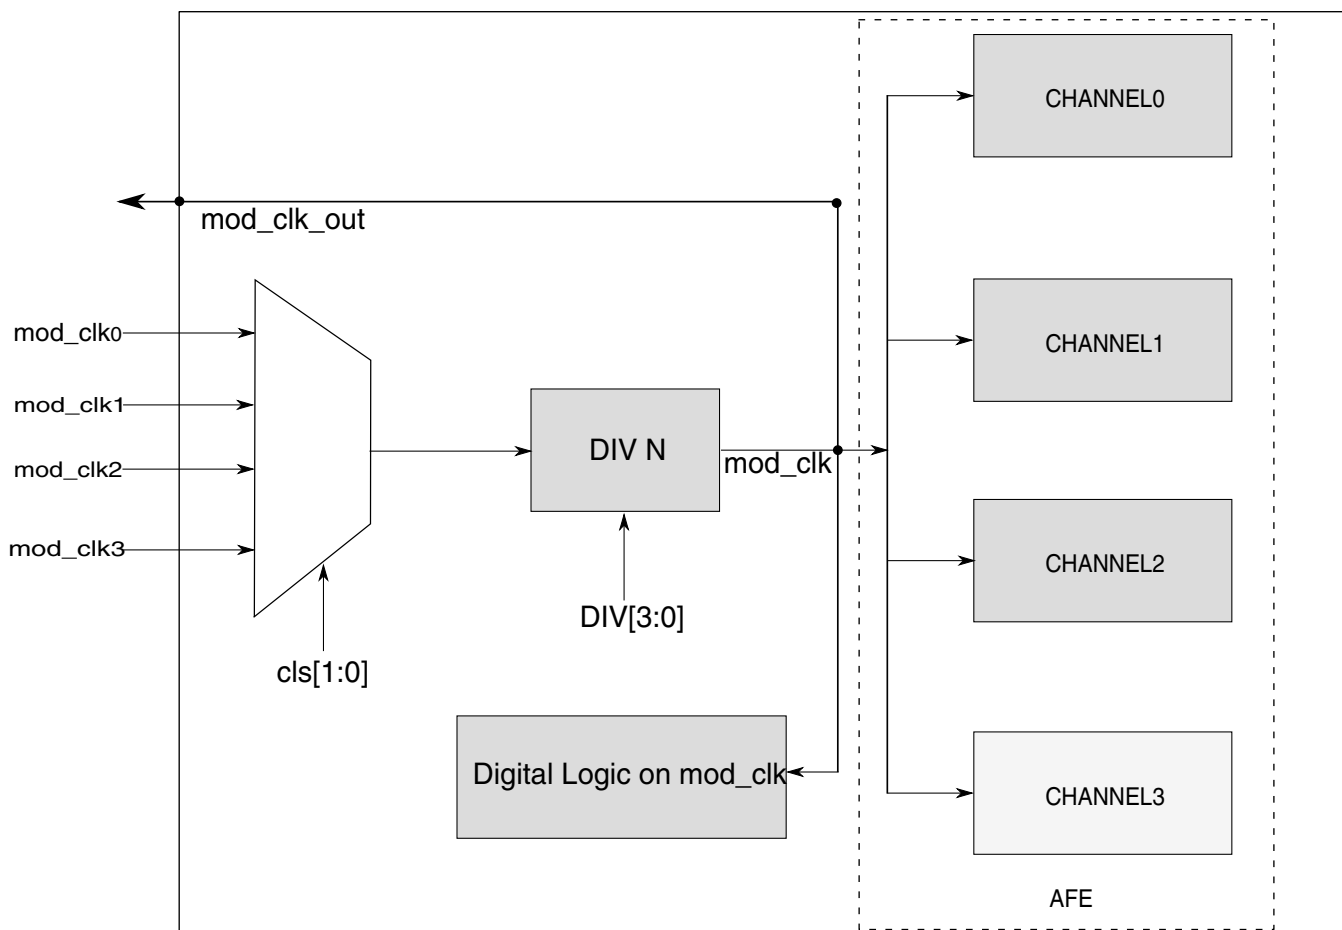 CHANNEL0
mod_clk_out
mod_clk0
CHANNEL1
mod_clk1
DIV N
mod_clk
mod_clk2
mod_clk3
CHANNEL2
DIV[3:0]
cls[1:0]
Digital Logic on mod_clk
CHANNEL3
AFE